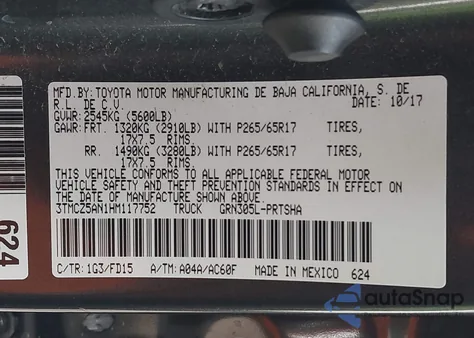 MFD.BY:TOYOTA MOTOR MANUFACTURING DE BAJA CALIFORNIA, S. DE
R.L. DE C.V. DATE: 10/17
GVWR:2545KG (5600LB)
GAWR:FRT. 1320KG (2910LB) WITH P265/65R17 TIRES,
17X7.5 RIMS.
RR. 1490KG (3280LB) WITH P265/65R17 TIRES,
17X7.5 RIMS.
THIS VEHICLE CONFORMS TO ALL APPLICABLE FEDERAL MOTOR
VEHICLE SAFETY AND THEFT PREVENTION STANDARDS IN EFFECT
ON THE DATE OF MANUFACTURE SHOWN ABOVE.
3TMCZ5AN1HM117752 TRUCK GRN305L-PRTSHA
C/TR:1G3/FD15 A/TM:A04A/AC60F MADE IN MEXICO 624
624
autoSnap